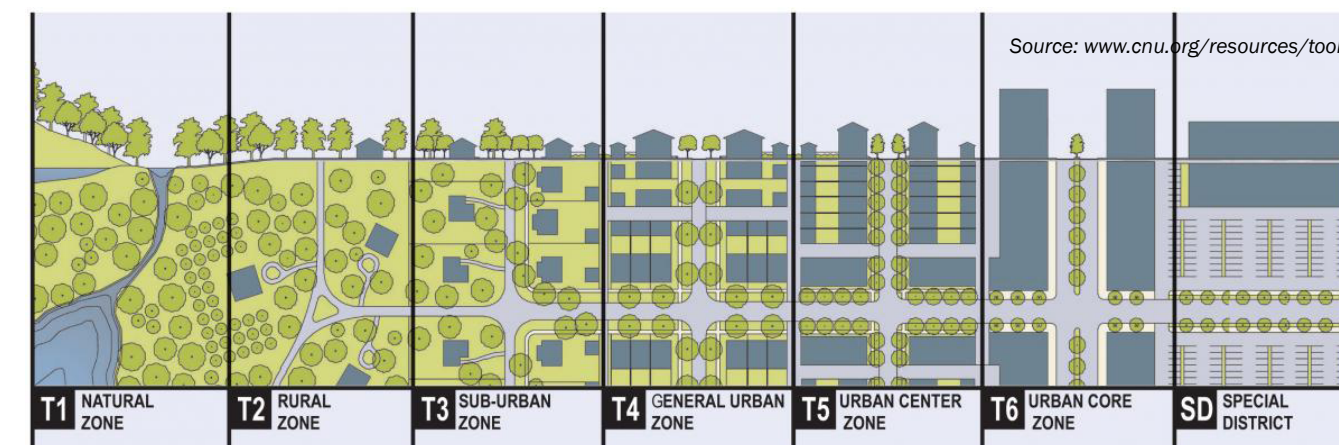 Source: www.cnu.org/resources/tool
T1 NATURAL
ZONE
T2 RURAL
ZONE
T3 SUB-URBAN
ZONE
T4 GENERAL URBAN
ZONE
T5 URBAN CENTER
ZONE
T6 URBAN CORE
ZONE
SD SPECIAL
DISTRICT